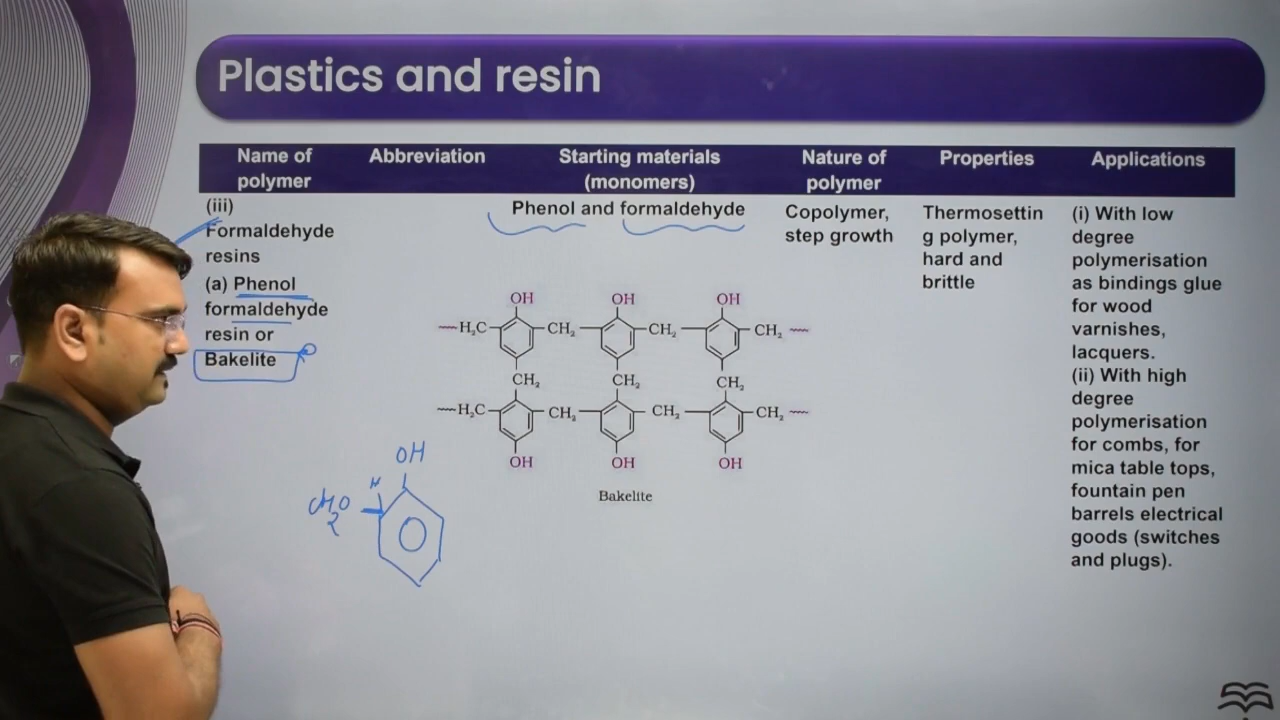 Plastics and resin
Name of
polymer
Abbreviation
Starting materials
(monomers)
Nature of
polymer
Properties
Applications
(iii)
Formaldehyde
resins
(a) Phenol
formaldehyde
resin or
Bakelite
Phenol and formaldehyde
OH OH OH
H₂C CH₂ CH₂ CH₂
CH₂ CH₂ CH₂
H₂C CH₂ CH₂ CH₂
OH OH OH
Bakelite
Copolymer,
step growth
Thermosettin
g polymer,
hard and
brittle
(i) With low
degree
polymerisation
as bindings glue
for wood
varnishes,
lacquers.
(ii) With high
degree
polymerisation
for combs, for
mica table tops,
fountain pen
barrels electrical
goods (switches
and plugs).
OH
H
CH₂O